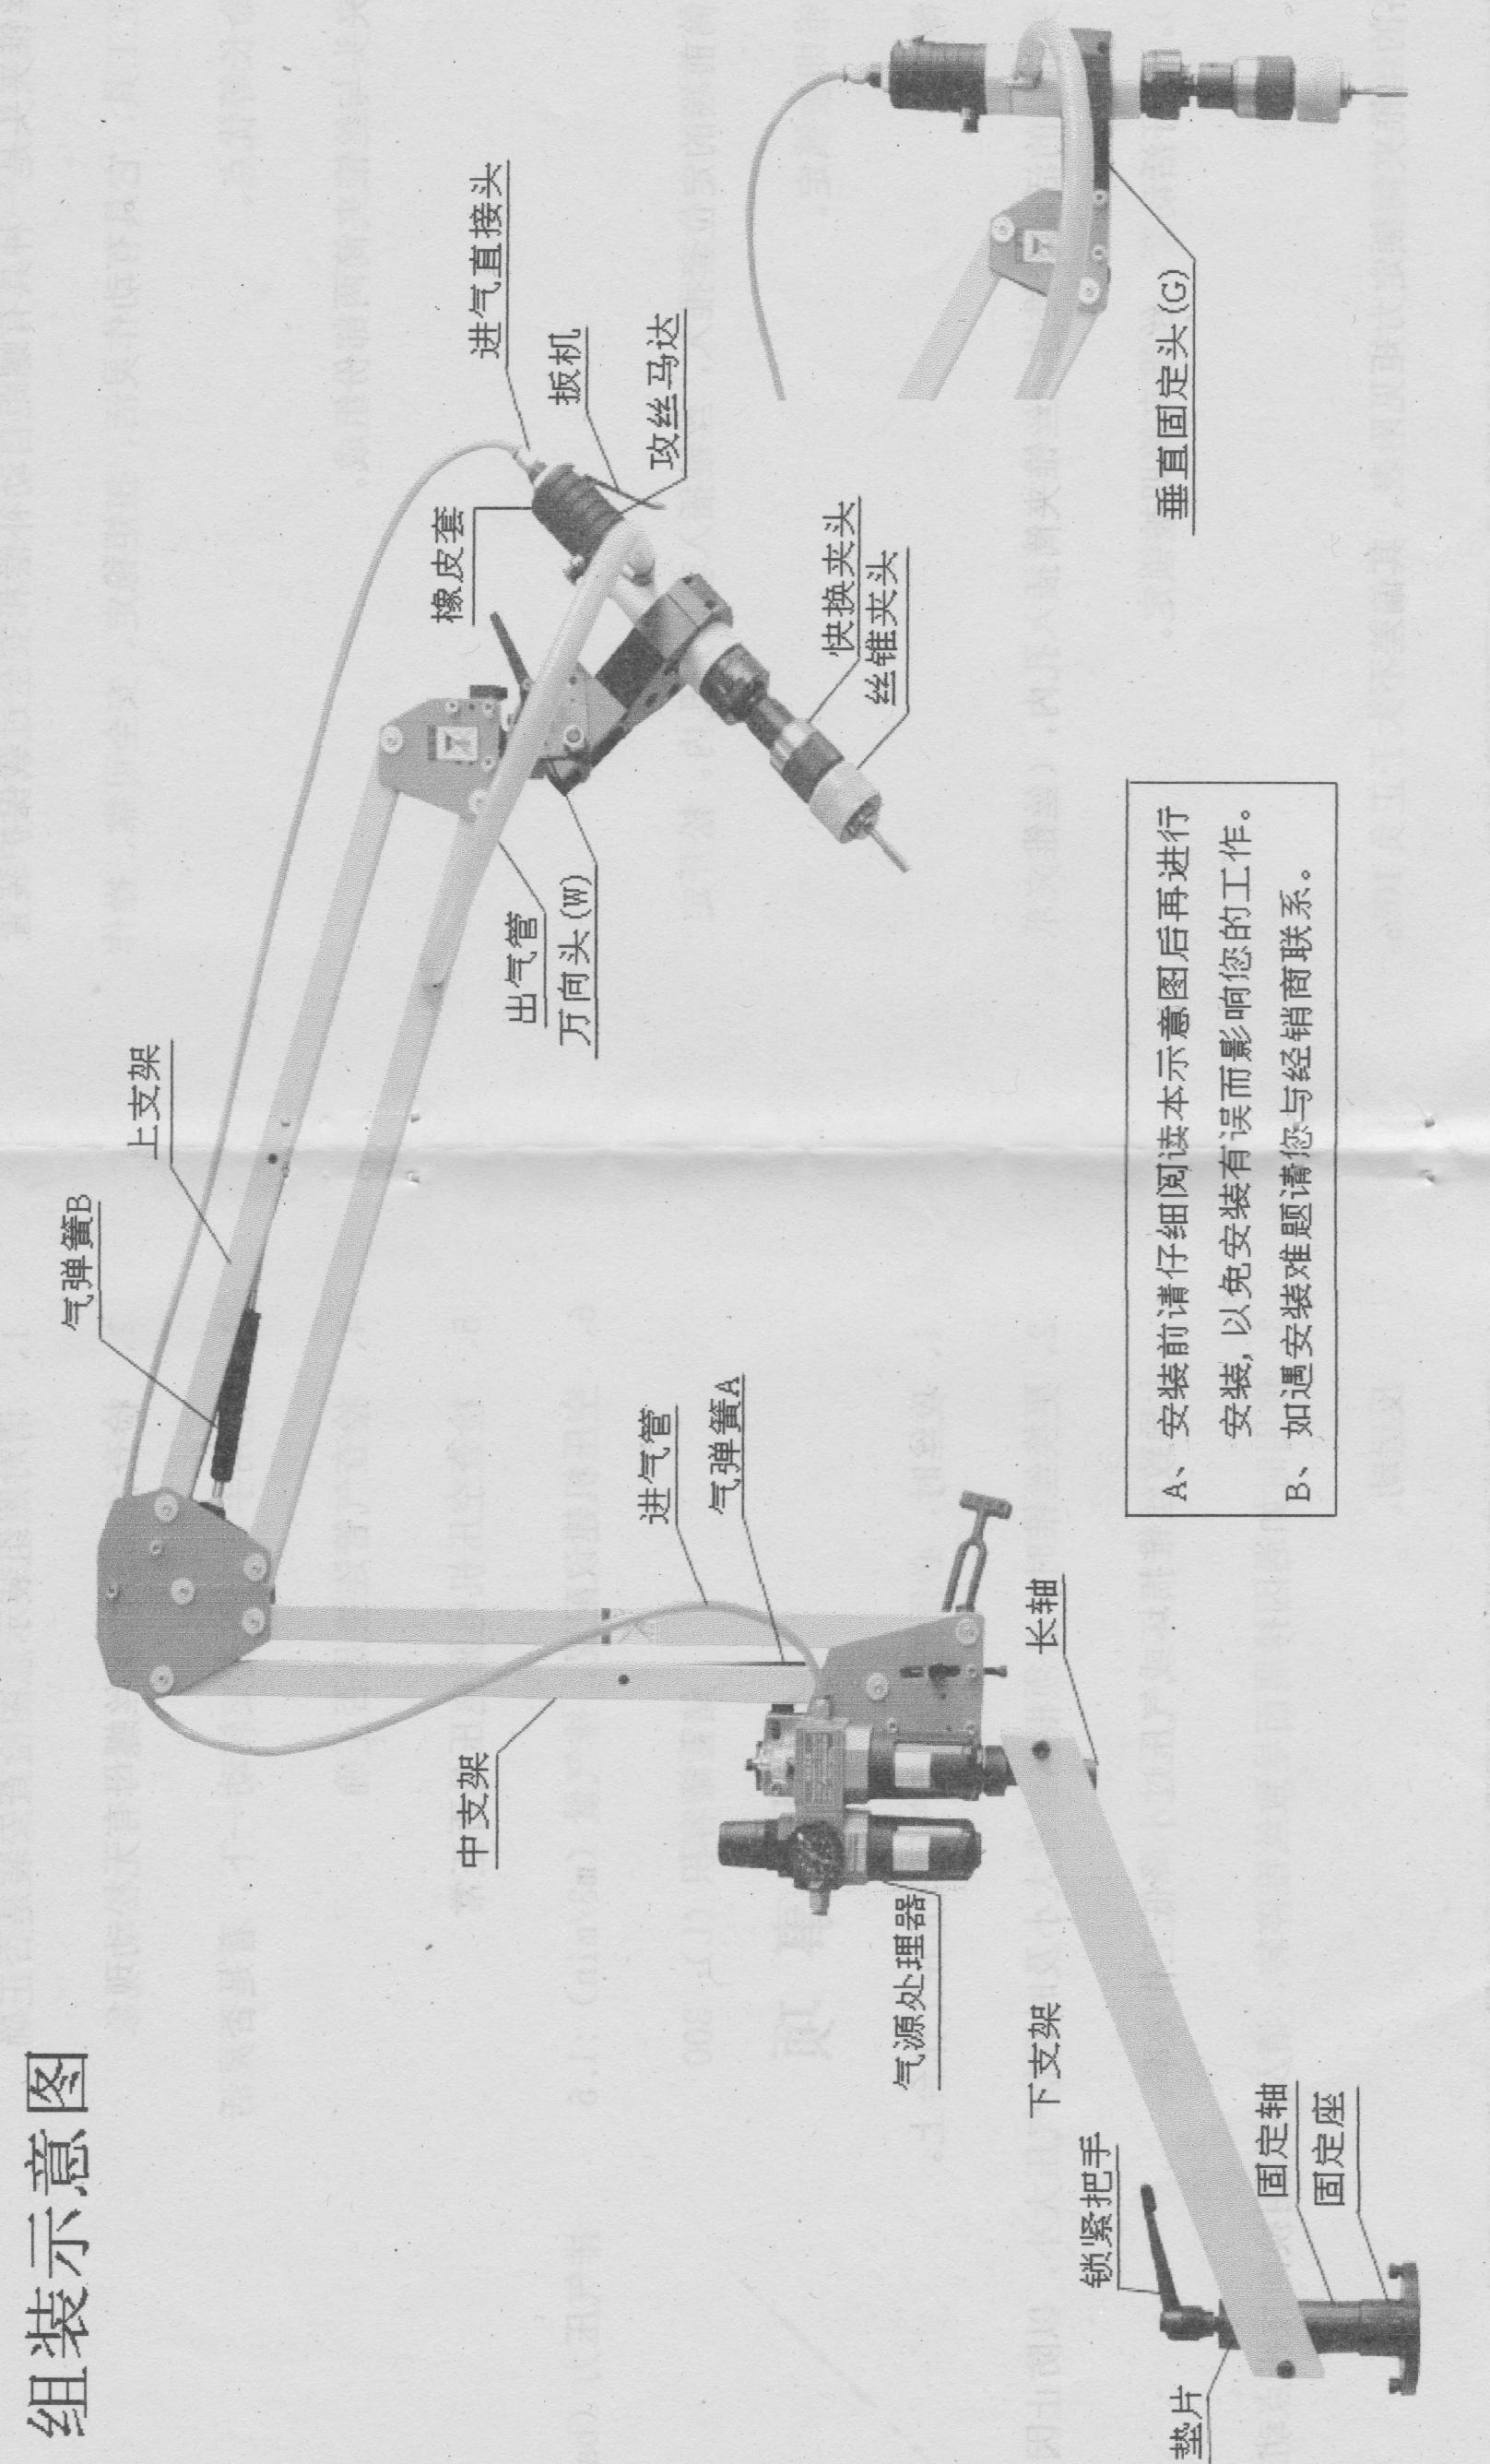 组装示意图
气弹簧B
上支架
橡皮套
进气直接头
扳机
攻丝马达
出气管
万向头(W)
快换夹头
丝锥夹头
垂直固定头(G)
中支架
进气管
气弹簧A
气源处理器
长轴
下支架
锁紧把手
垫片
固定轴
固定座
A、安装前请仔细阅读本示意图后再进行
安装,以免安装有误而影响您的工作。
B、如遇安装难题请您与经销商联系。